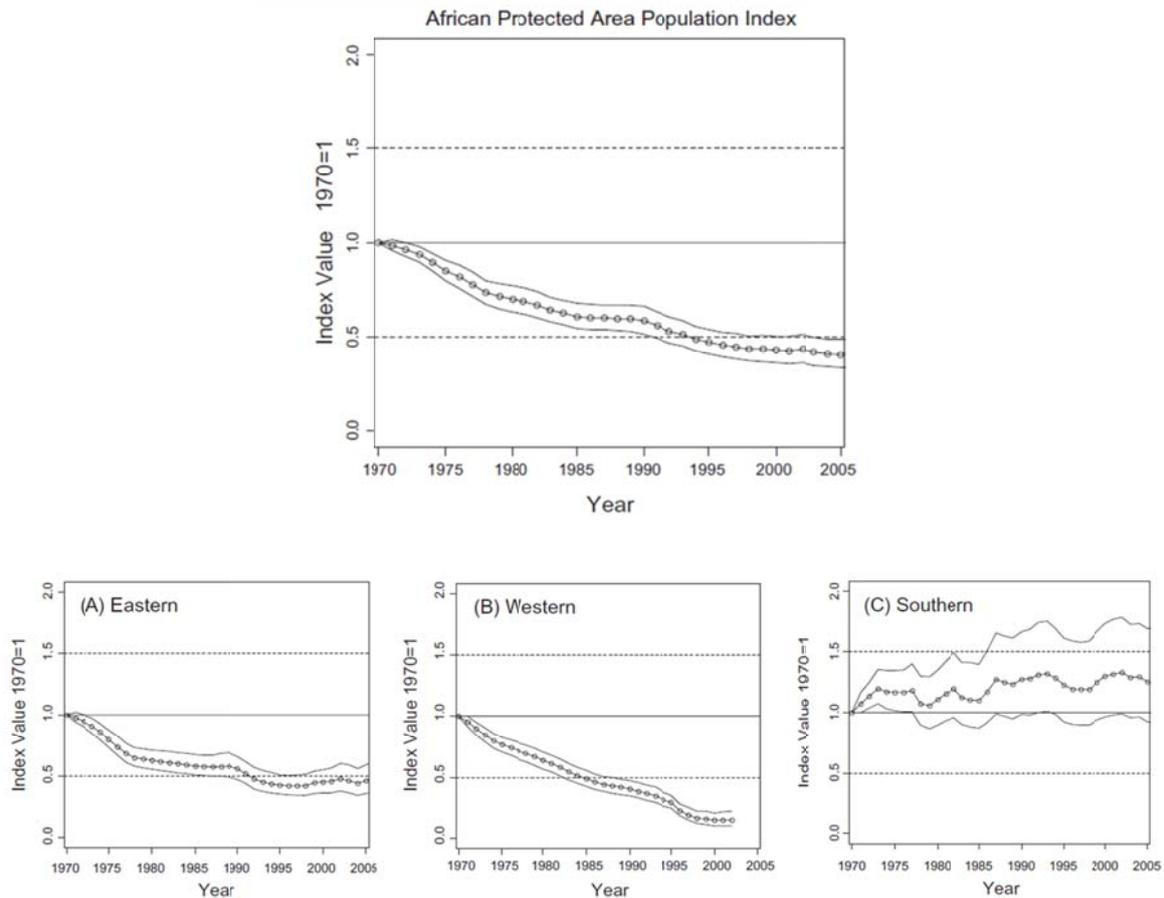 African Protected Area Population Index
2.0
1.5
1.0
0.5
0.0
Index Value 1970=1
1970 1975 1980 1985 1990 1995 2000 2005
Year
(A) Eastern
2.0
1.5
1.0
0.5
0.0
Index Value 1970=1
1970 1975 1980 1985 1990 1995 2000 2005
Year
(B) Western
2.0
1.5
1.0
0.5
0.0
Index Value 1970=1
1970 1975 1980 1985 1990 1995 2000 2005
Year
(C) Southern
2.0
1.5
1.0
0.5
0.0
Index Value 1970=1
1970 1975 1980 1985 1990 1995 2000 2005
Year